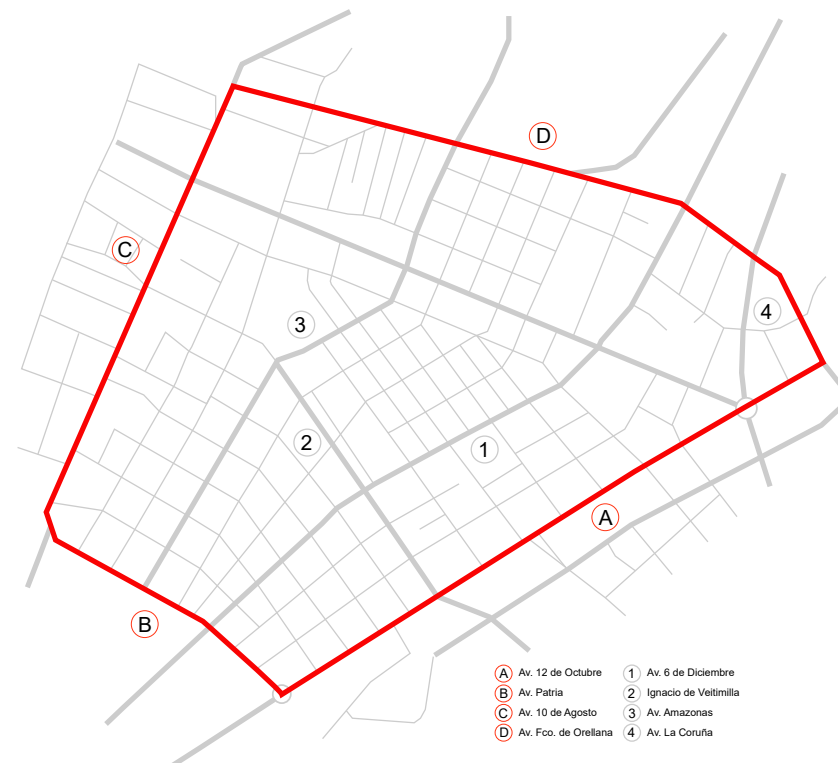 D
C
4
3
2
1
A
B
A Av. 12 de Octubre 1 Av. 6 de Diciembre
B Av. Patria 2 Ignacio de Veitimilla
C Av. 10 de Agosto 3 Av. Amazonas
D Av. Fco. de Orellana 4 Av. La Coruña